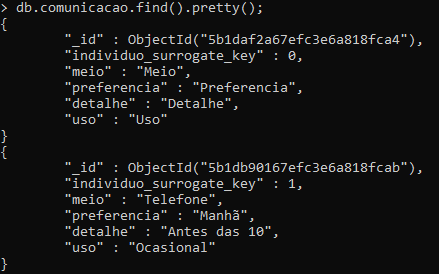 > db.comunicacao.find().pretty();
{
"_id" : ObjectId("5b1daf2a67efc3e6a818fca4"),
"individuo_surrogate_key" : 0,
"meio" : "Meio",
"preferencia" : "Preferencia",
"detalhe" : "Detalhe",
"uso" : "Uso"
}
{
"_id" : ObjectId("5b1db90167efc3e6a818fcab"),
"individuo_surrogate_key" : 1,
"meio" : "Telefone",
"preferencia" : "Manhã",
"detalhe" : "Antes das 10",
"uso" : "Ocasional"
}